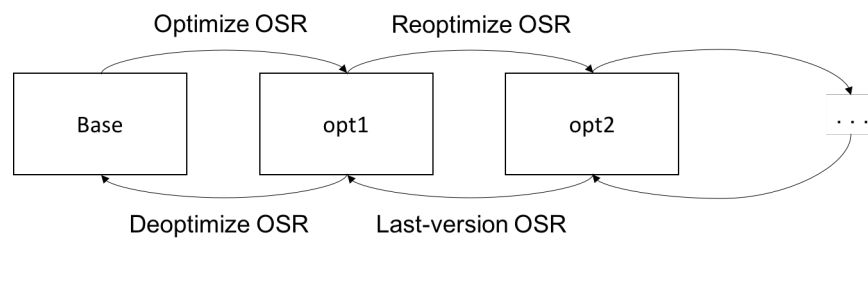 Optimize OSR
Reoptimize OSR
Base
opt1
opt2
...
Deoptimize OSR
Last-version OSR